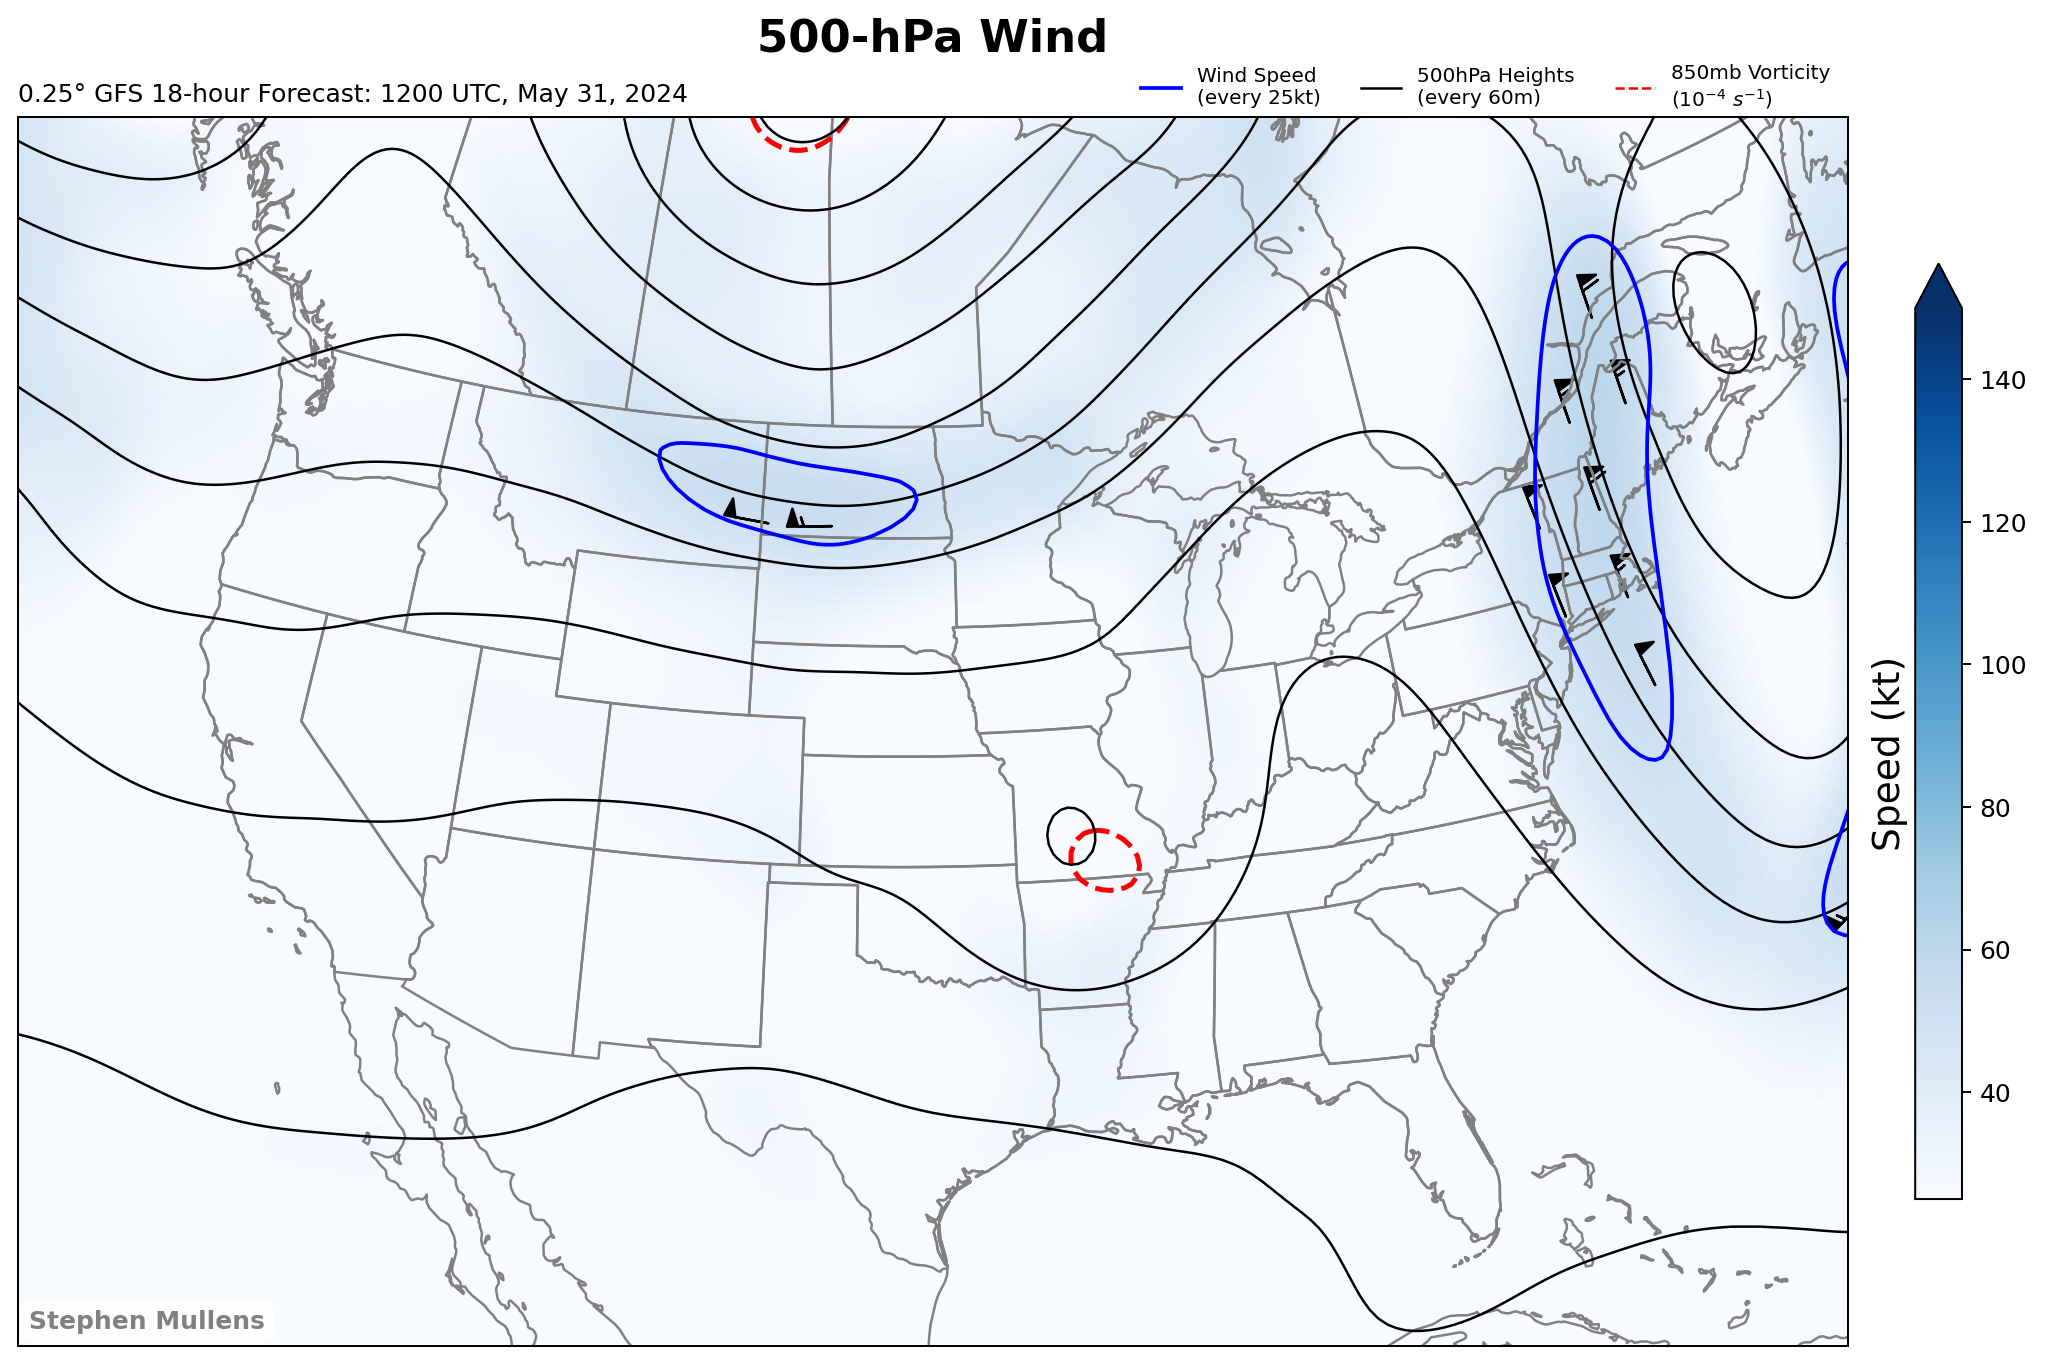 500-hPa Wind
0.25° GFS 18-hour Forecast: 1200 UTC, May 31, 2024
Wind Speed
(every 25kt)
500hPa Heights
(every 60m)
850mb Vorticity
(10⁻⁴ s⁻¹)
140
120
100
80
60
40
Speed (kt)
Stephen Mullens